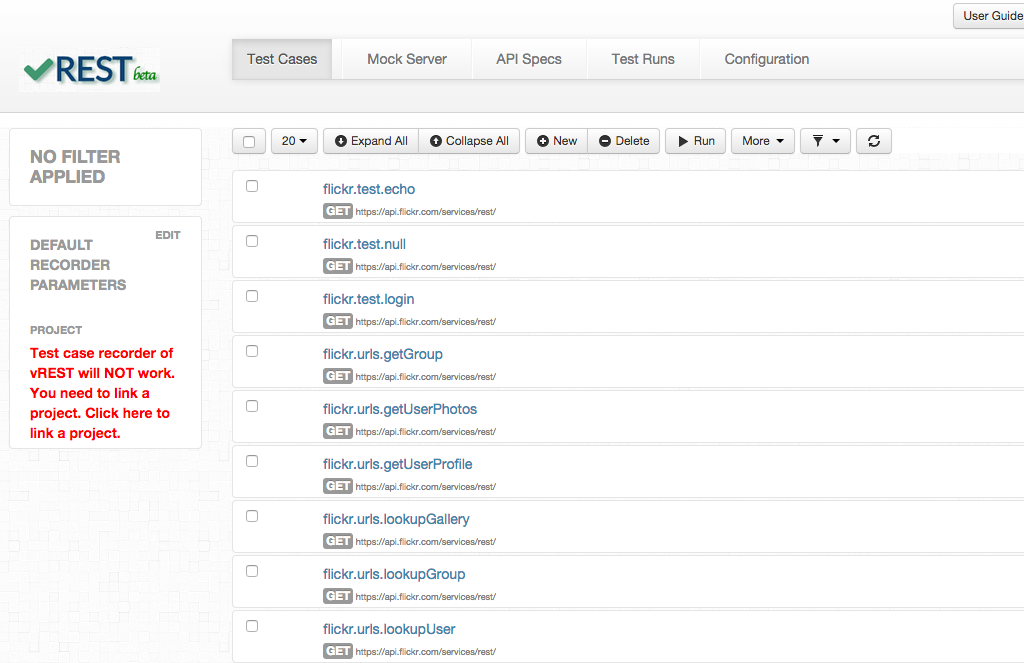 User Guide
REST beta
Test Cases Mock Server API Specs Test Runs Configuration
NO FILTER
APPLIED
20 Expand All Collapse All New Delete Run More
EDIT
DEFAULT
RECORDER
PARAMETERS
PROJECT
Test case recorder of
vREST will NOT work.
You need to link a
project. Click here to
link a project.
flickr.test.echo
GET https://api.flickr.com/services/rest/
flickr.test.null
GET https://api.flickr.com/services/rest/
flickr.test.login
GET https://api.flickr.com/services/rest/
flickr.urls.getGroup
GET https://api.flickr.com/services/rest/
flickr.urls.getUserPhotos
GET https://api.flickr.com/services/rest/
flickr.urls.getUserProfile
GET https://api.flickr.com/services/rest/
flickr.urls.lookupGallery
GET https://api.flickr.com/services/rest/
flickr.urls.lookupGroup
GET https://api.flickr.com/services/rest/
flickr.urls.lookupUser
GET https://api.flickr.com/services/rest/